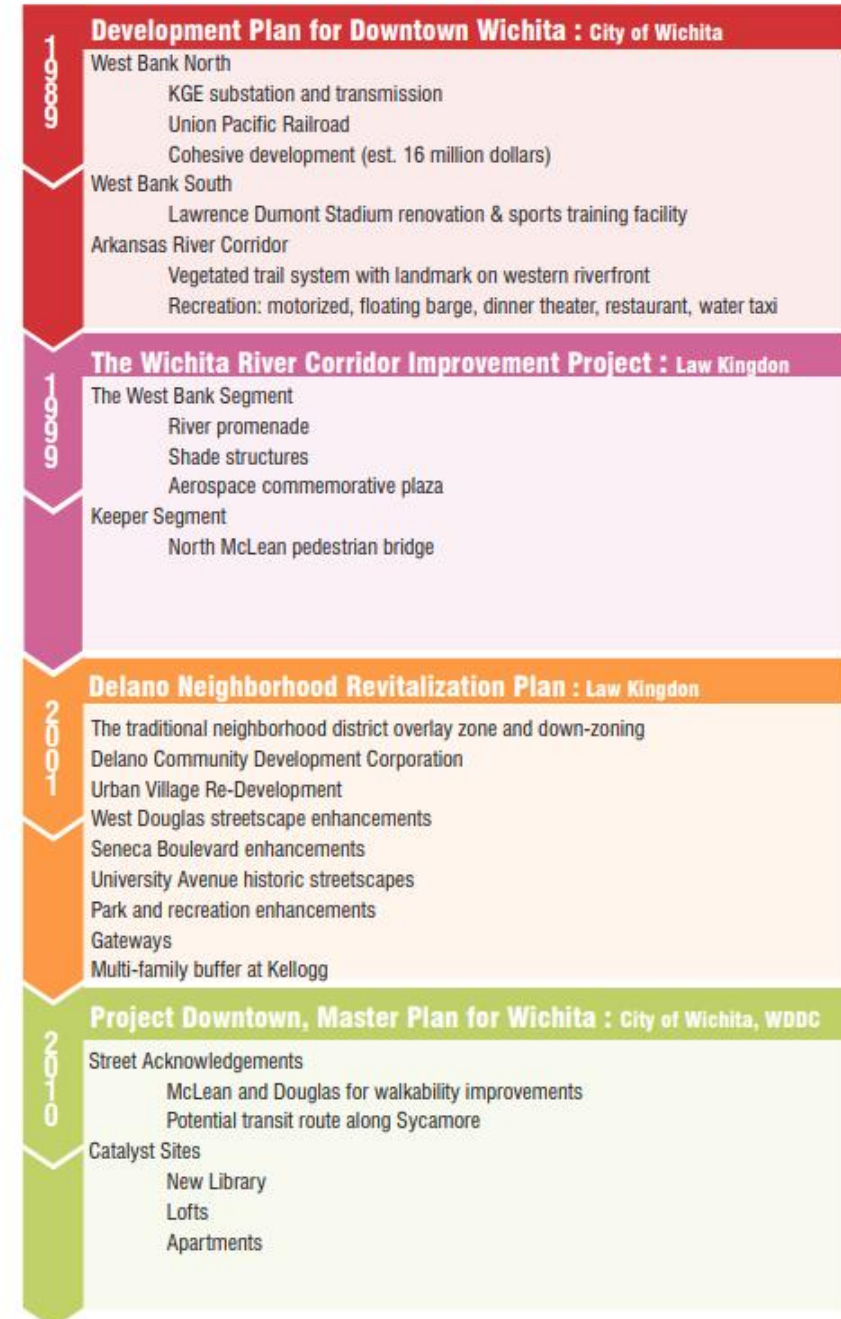 1989
Development Plan for Downtown Wichita : City of Wichita
West Bank North
KGE substation and transmission
Union Pacific Railroad
Cohesive development (est. 16 million dollars)
West Bank South
Lawrence Dumont Stadium renovation & sports training facility
Arkansas River Corridor
Vegetated trail system with landmark on western riverfront
Recreation: motorized, floating barge, dinner theater, restaurant, water taxi
1999
The Wichita River Corridor Improvement Project : Law Kingdon
The West Bank Segment
River promenade
Shade structures
Aerospace commemorative plaza
Keeper Segment
North McLean pedestrian bridge
2001
Delano Neighborhood Revitalization Plan : Law Kingdon
The traditional neighborhood district overlay zone and down-zoning
Delano Community Development Corporation
Urban Village Re-Development
West Douglas streetscape enhancements
Seneca Boulevard enhancements
University Avenue historic streetscapes
Park and recreation enhancements
Gateways
Multi-family buffer at Kellogg
2010
Project Downtown, Master Plan for Wichita : City of Wichita, WDDC
Street Acknowledgements
McLean and Douglas for walkability improvements
Potential transit route along Sycamore
Catalyst Sites
New Library
Lofts
Apartments